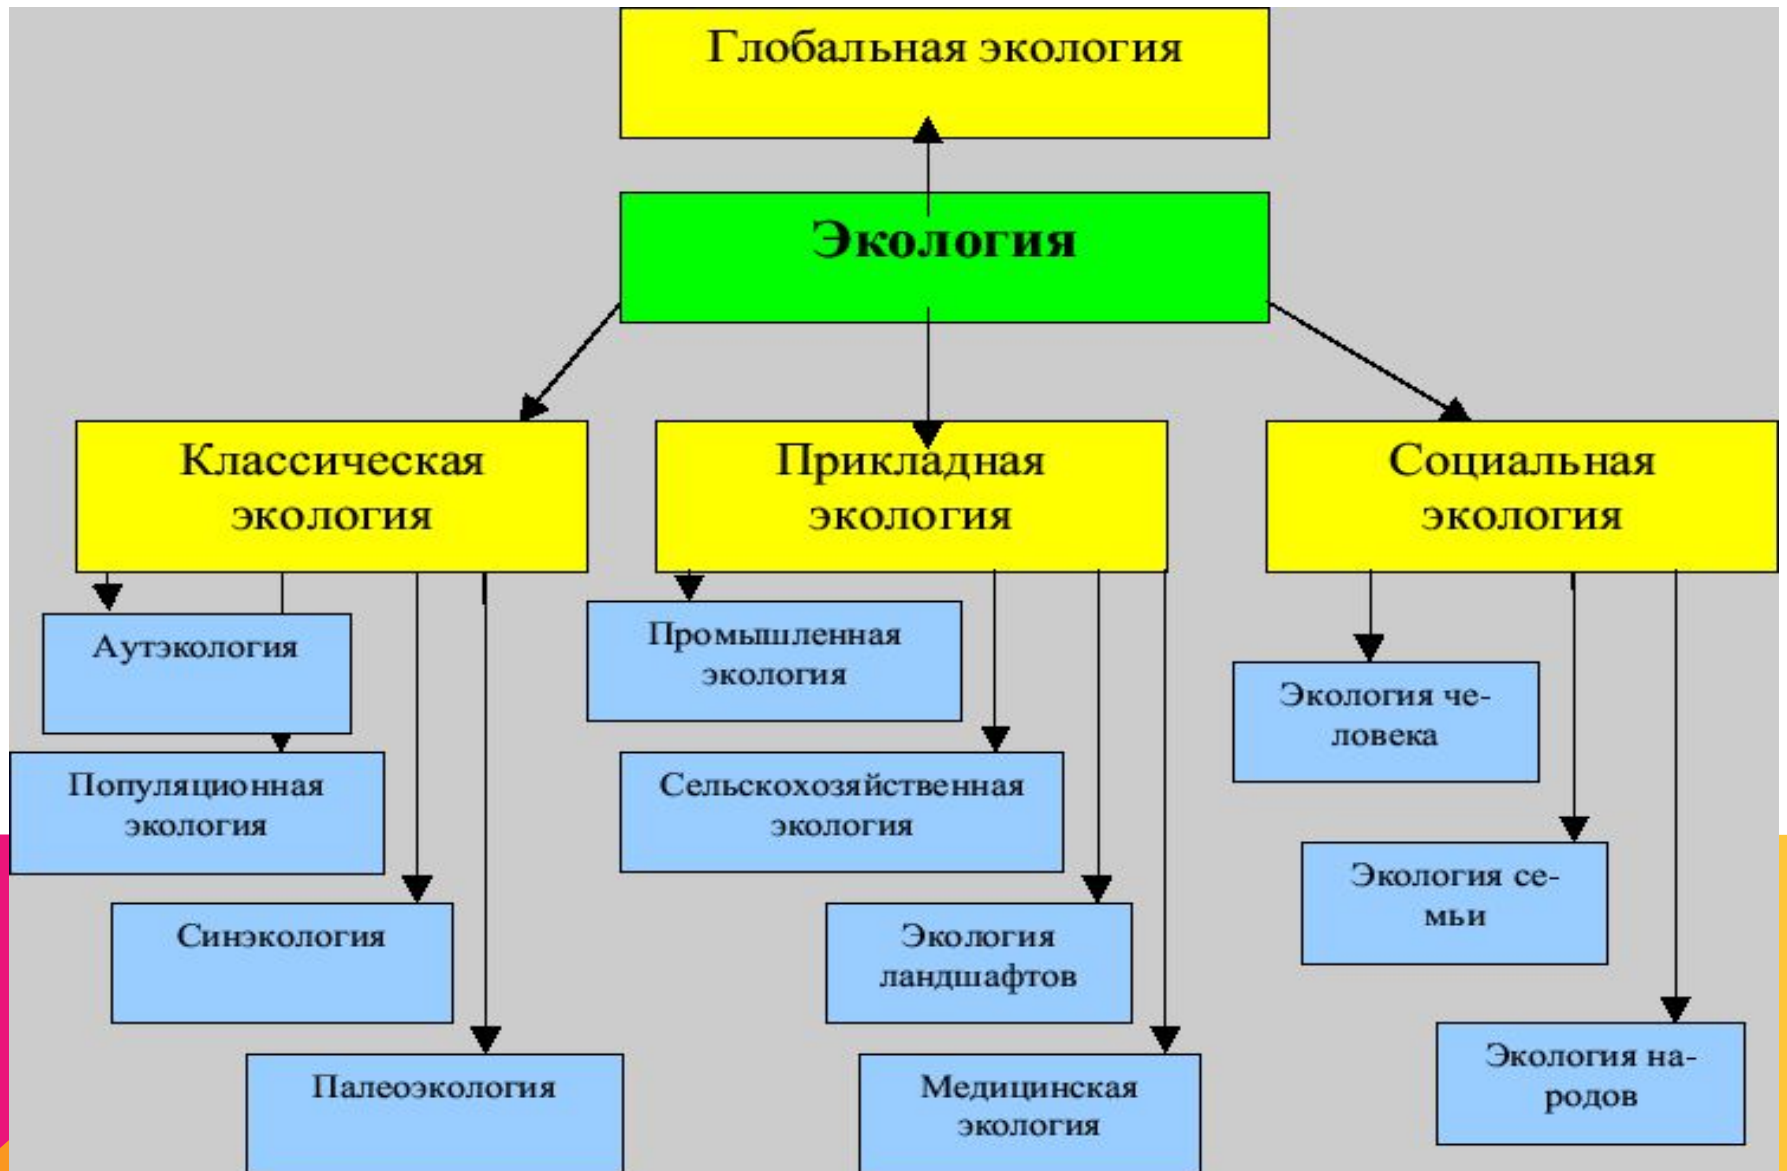 Глобальная экология
Экология
Классическая
экология
Прикладная
экология
Социальная
экология
Аутэкология
Популяционная
экология
Синэкология
Палеоэкология
Промышленная
экология
Сельскохозяйственная
экология
Экология
ландшафтов
Медицинская
экология
Экология че-
ловека
Экология се-
мьи
Экология на-
родов